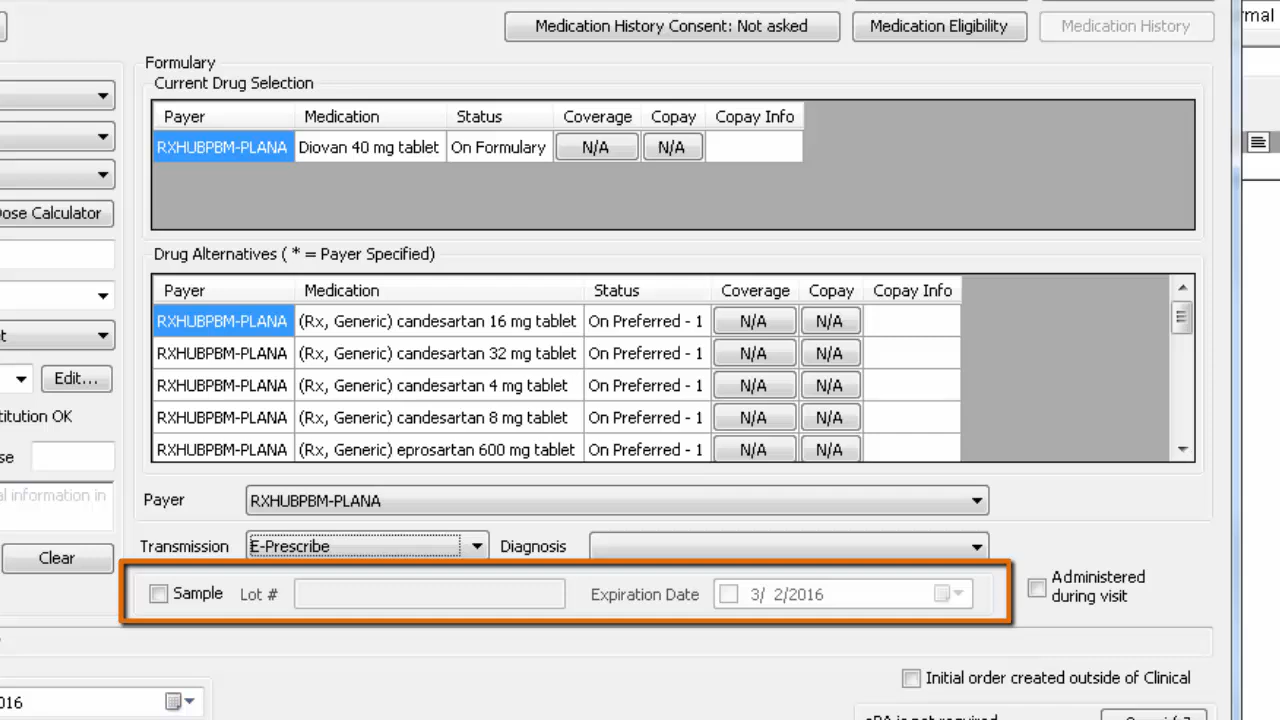 Medication History Consent: Not asked Medication Eligibility Medication History
Formulary
Current Drug Selection
Payer Medication Status Coverage Copay Copay Info
RXHUBPBM-PLANA Diovan 40 mg tablet On Formulary N/A N/A
Dose Calculator
Drug Alternatives ( * = Payer Specified)
Payer Medication Status Coverage Copay Copay Info
RXHUBPBM-PLANA (Rx, Generic) candesartan 16 mg tablet On Preferred - 1 N/A N/A
RXHUBPBM-PLANA (Rx, Generic) candesartan 32 mg tablet On Preferred - 1 N/A N/A
RXHUBPBM-PLANA (Rx, Generic) candesartan 4 mg tablet On Preferred - 1 N/A N/A
Edit...
RXHUBPBM-PLANA (Rx, Generic) candesartan 8 mg tablet On Preferred - 1 N/A N/A
titution OK
RXHUBPBM-PLANA (Rx, Generic) eprosartan 600 mg tablet On Preferred - 1 N/A N/A
se
al information in
Payer RXHUBPBM-PLANA
Transmission E-Prescribe Diagnosis
Clear
Sample Lot # Expiration Date 3/ 2/2016
Administered
during visit
Initial order created outside of Clinical
016